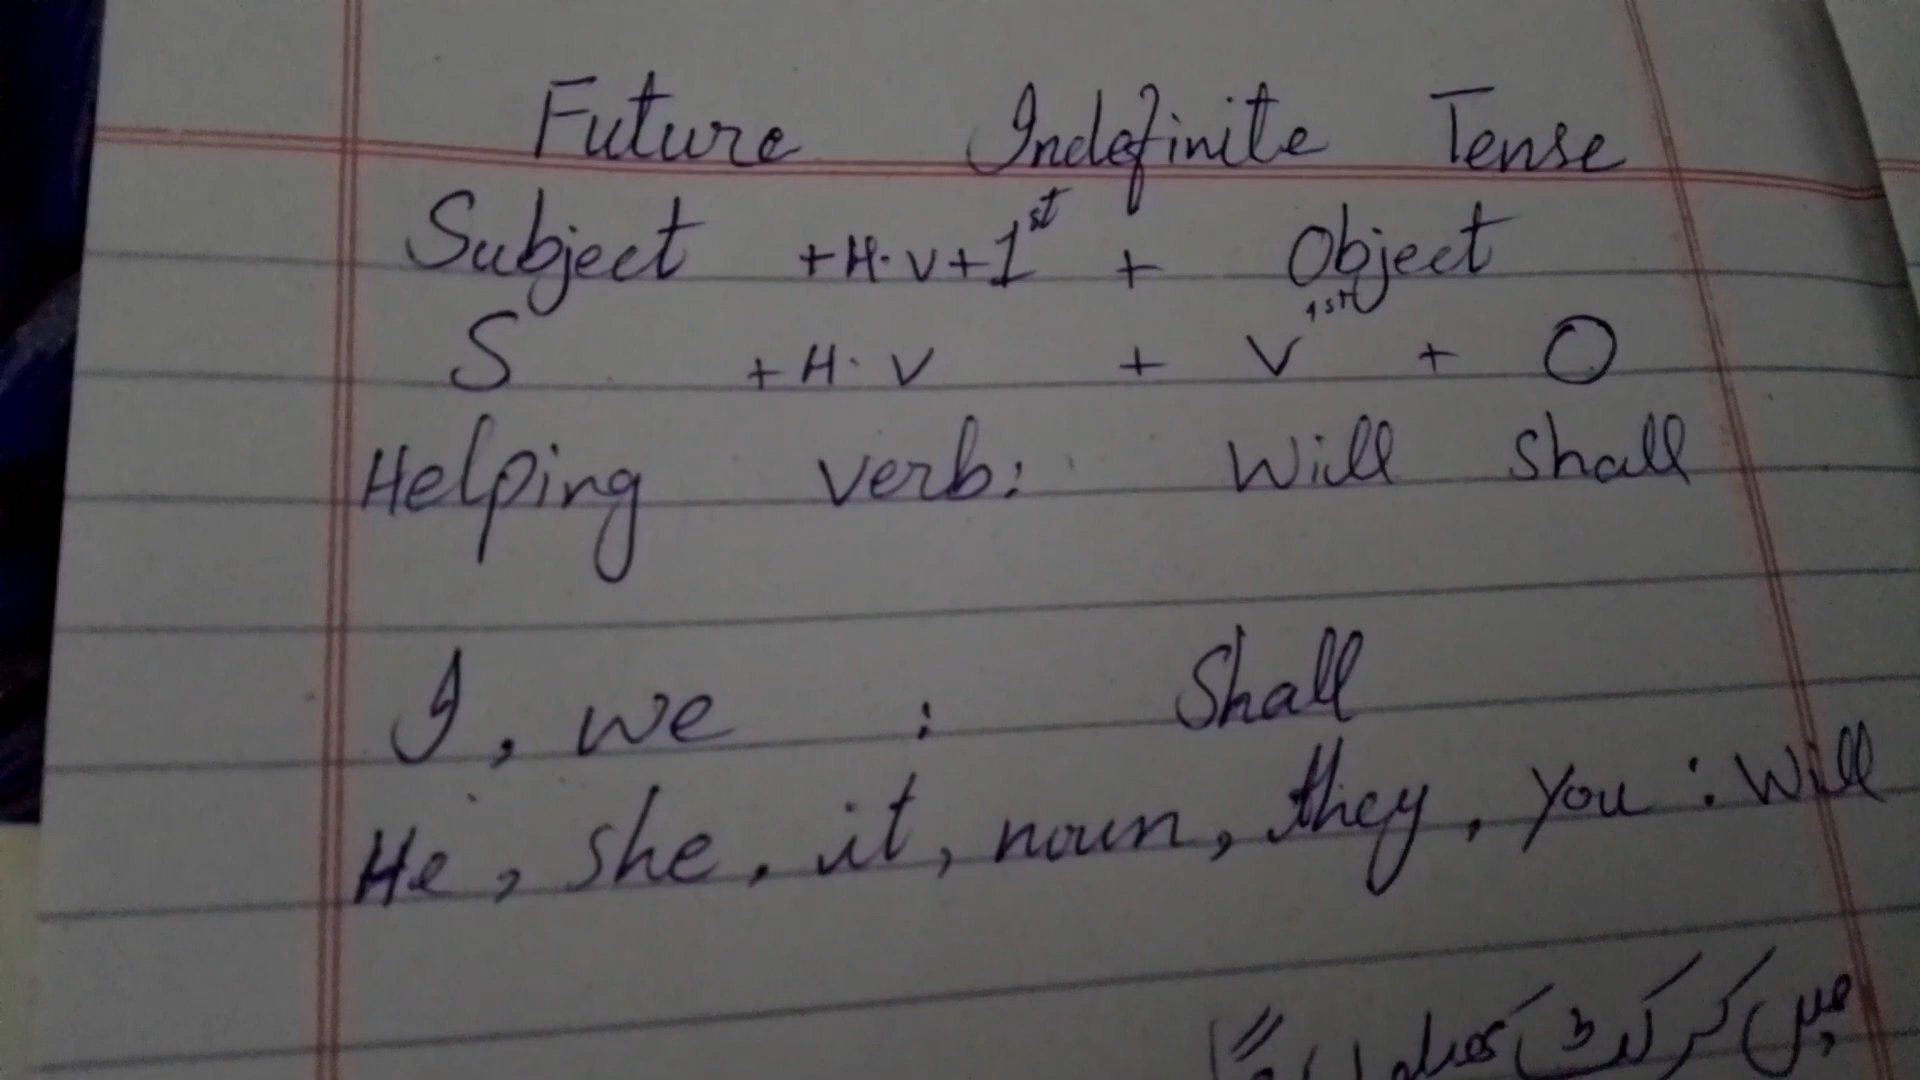 Future Indefinite Tense
Subject +H.V+1st + Object
S +H.V + V1st + O
Helping verb: Will Shall
I, we : Shall
He, she, it, noun, they, you : Will
میں کرکٹ کھیلوں گا